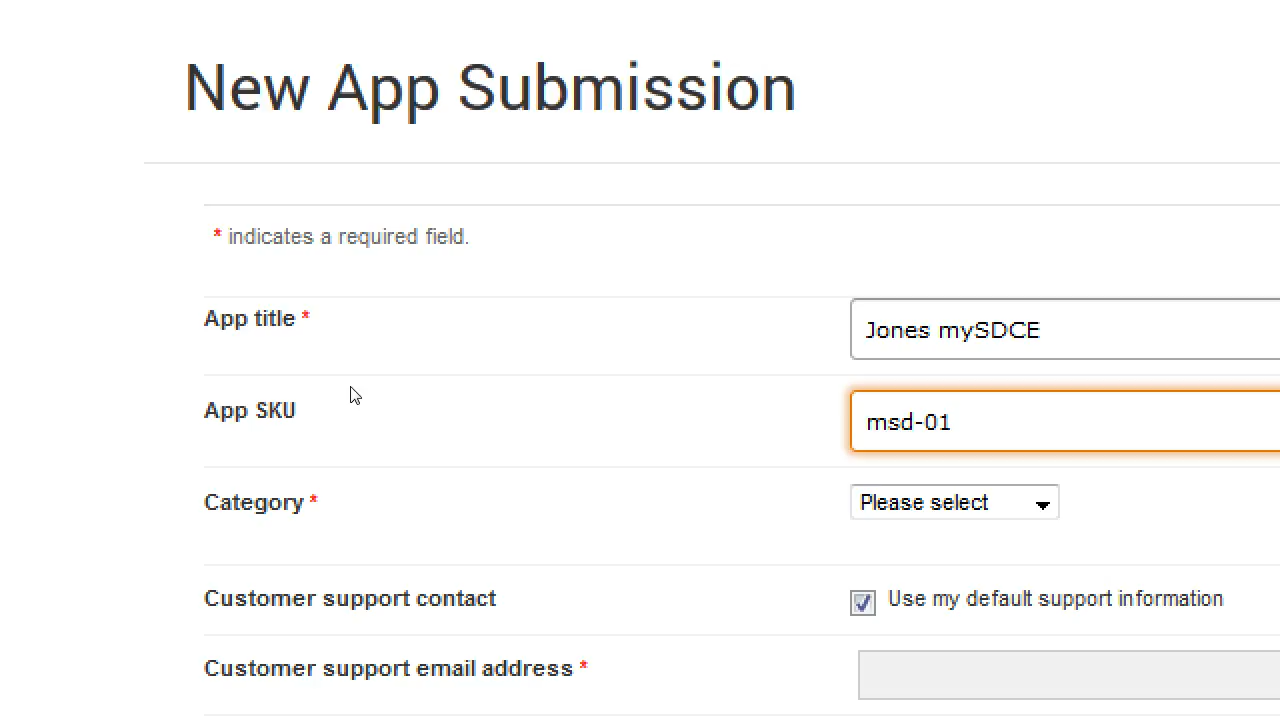 New App Submission
* indicates a required field.
App title * Jones mySDCE
App SKU msd-01
Category * Please select
Customer support contact Use my default support information
Customer support email address *